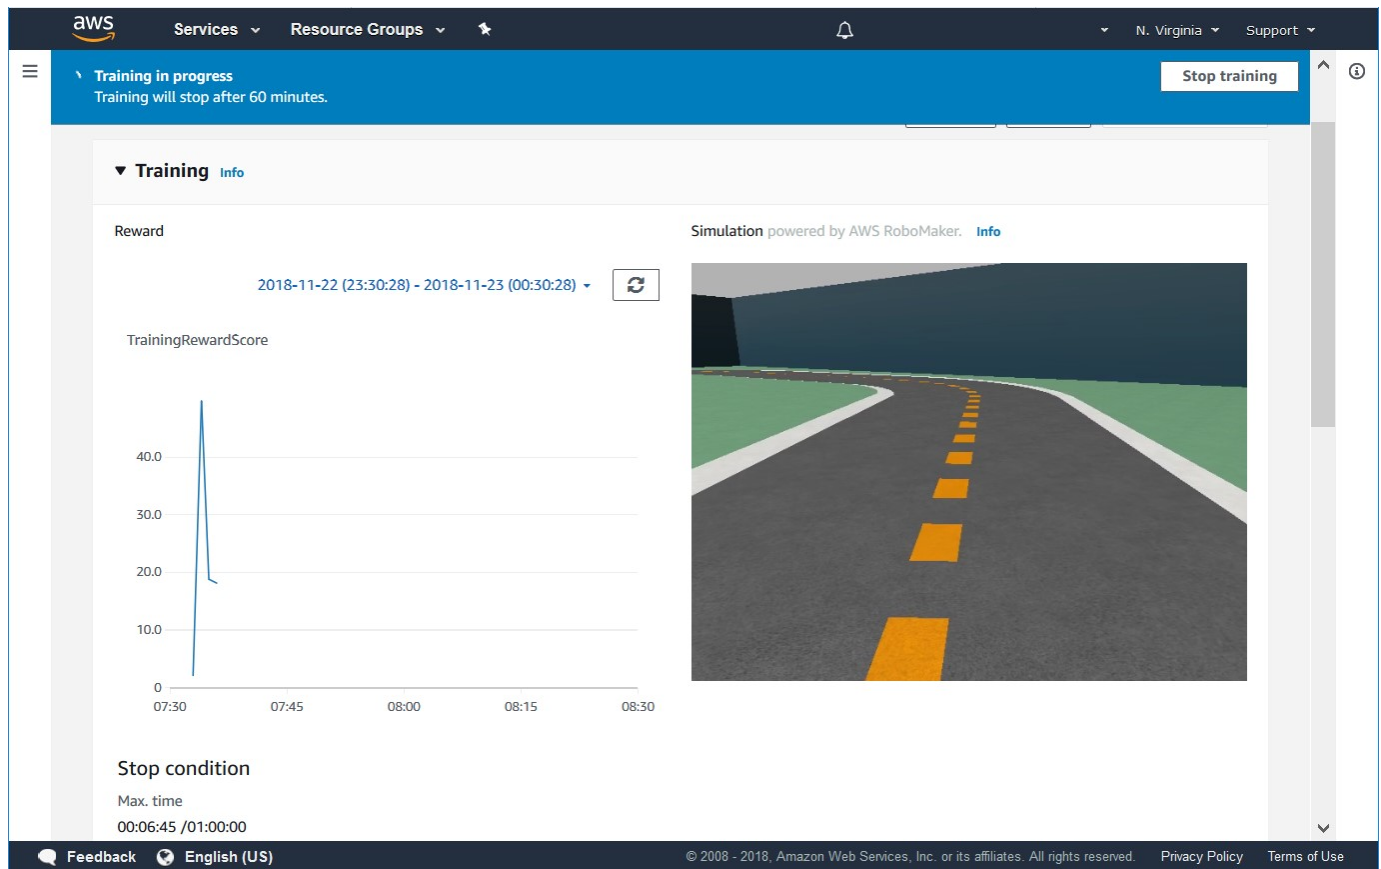 aws
Services
Resource Groups
N. Virginia
Support
Training in progress
Training will stop after 60 minutes.
Stop training
Training Info
Reward
Simulation powered by AWS RoboMaker. Info
2018-11-22 (23:30:28) - 2018-11-23 (00:30:28)
TrainingRewardScore
40.0
30.0
20.0
10.0
0
07:30 07:45 08:00 08:15 08:30
Stop condition
Max. time
00:06:45 /01:00:00
Feedback
English (US)
© 2008 - 2018, Amazon Web Services, Inc. or its affiliates. All rights reserved.
Privacy Policy
Terms of Use